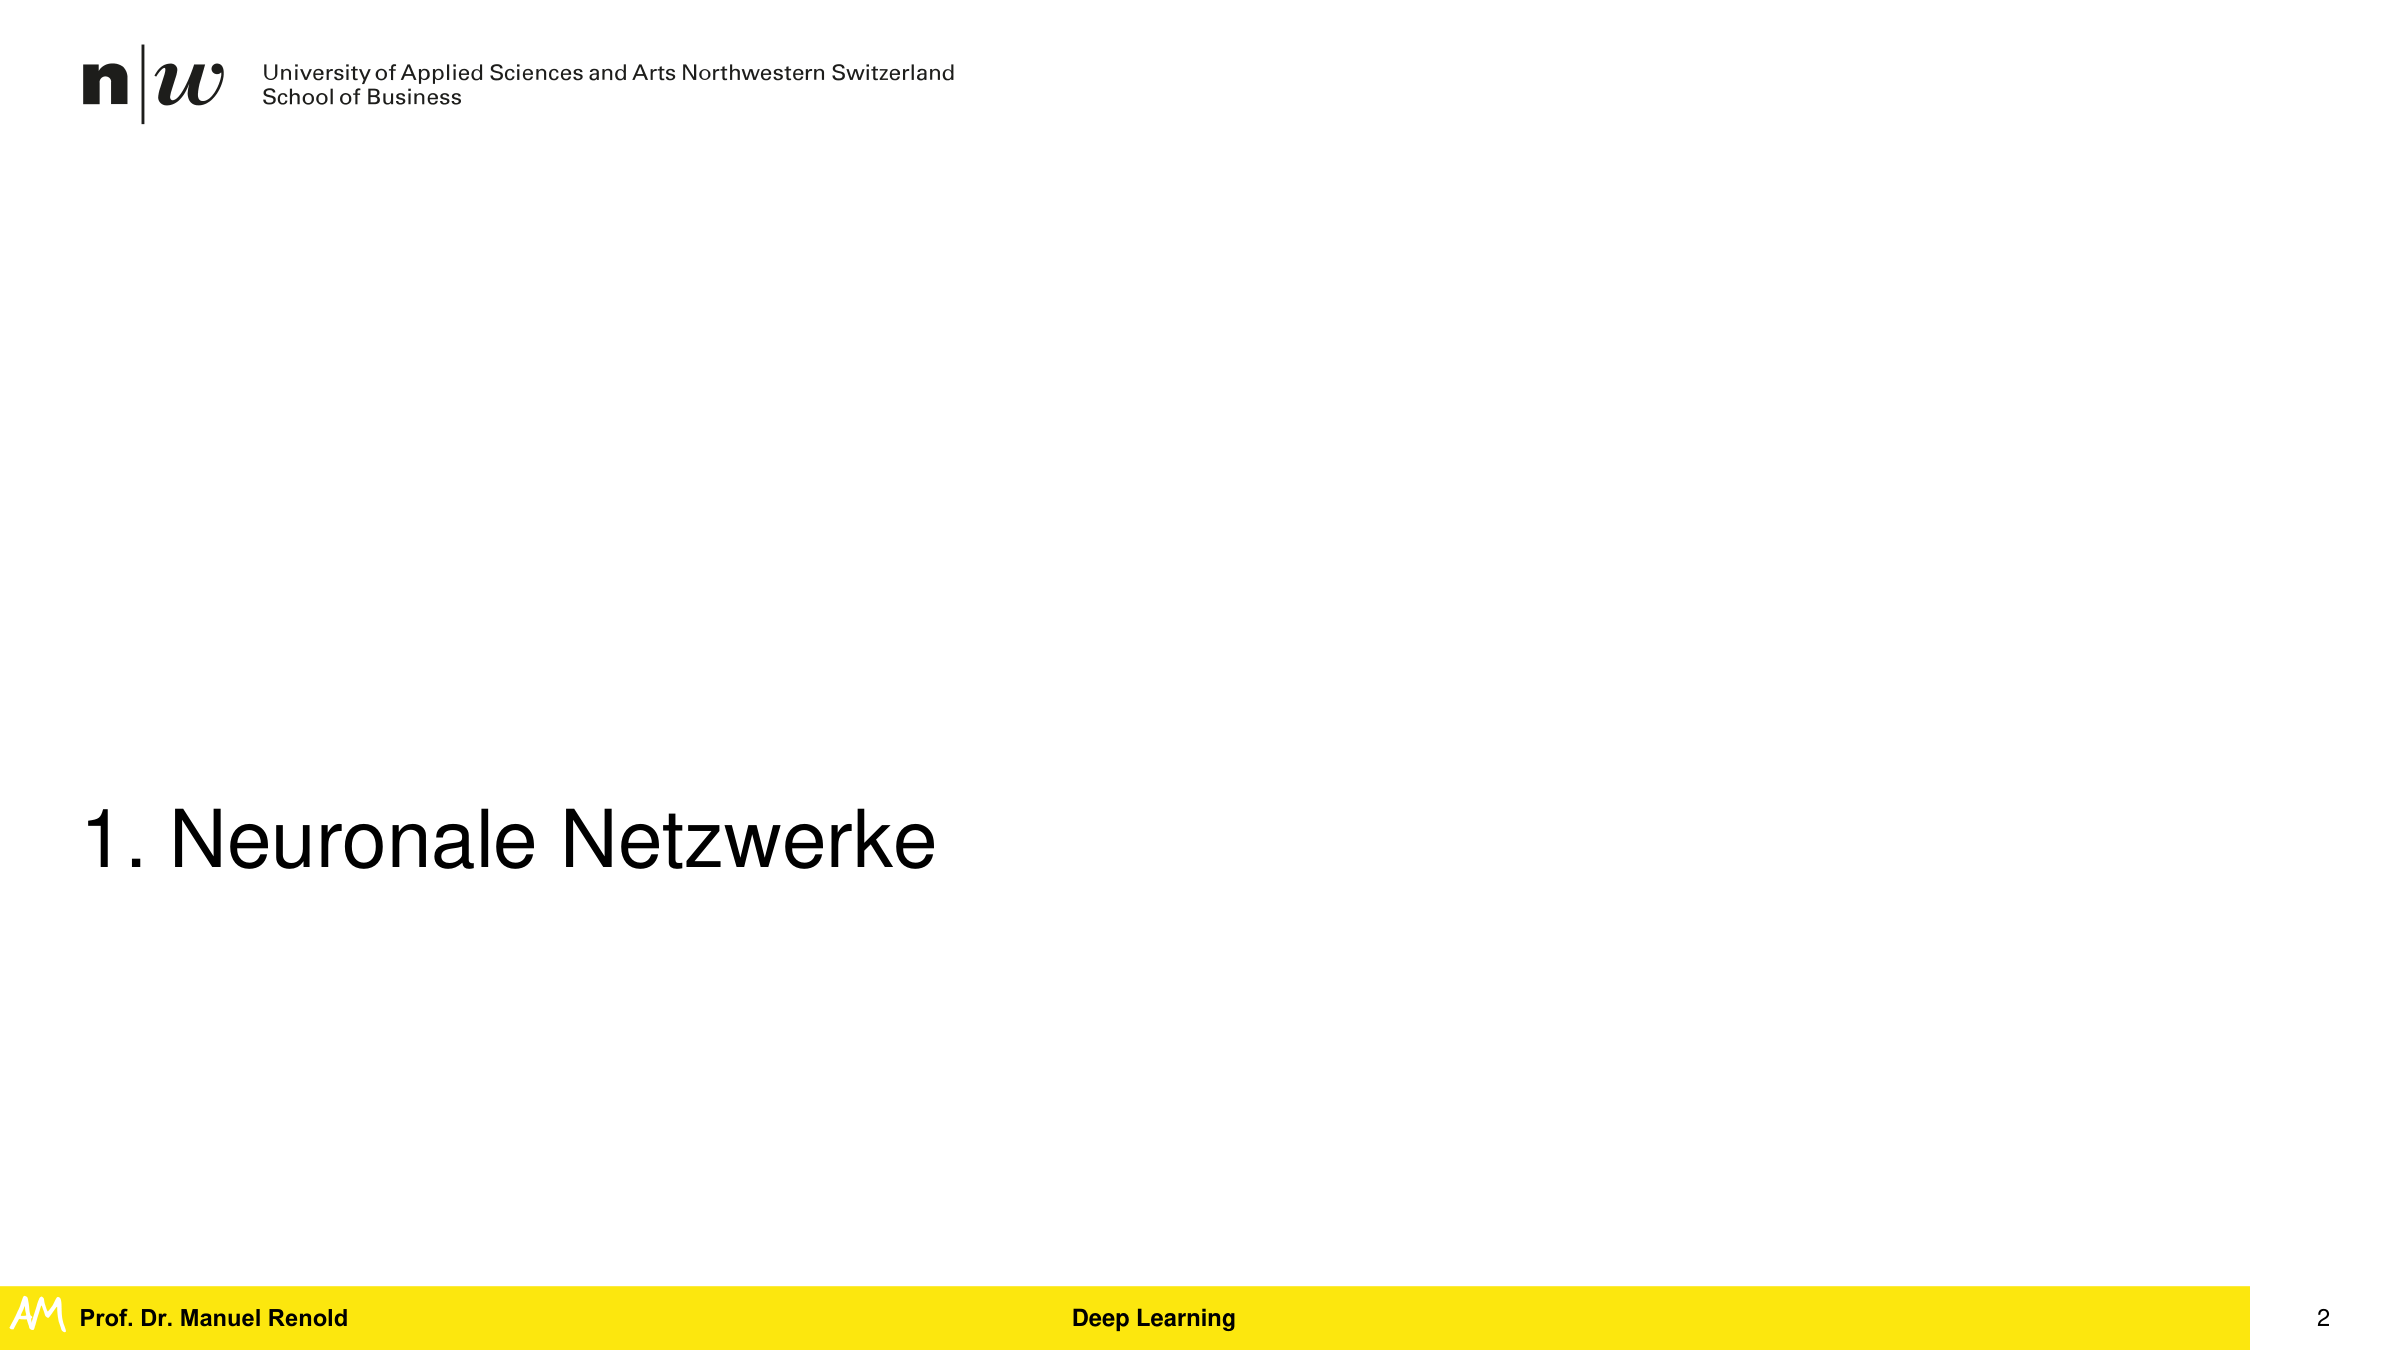 n|w
University of Applied Sciences and Arts Northwestern Switzerland
School of Business
1. Neuronale Netzwerke
AM Prof. Dr. Manuel Renold
Deep Learning
2